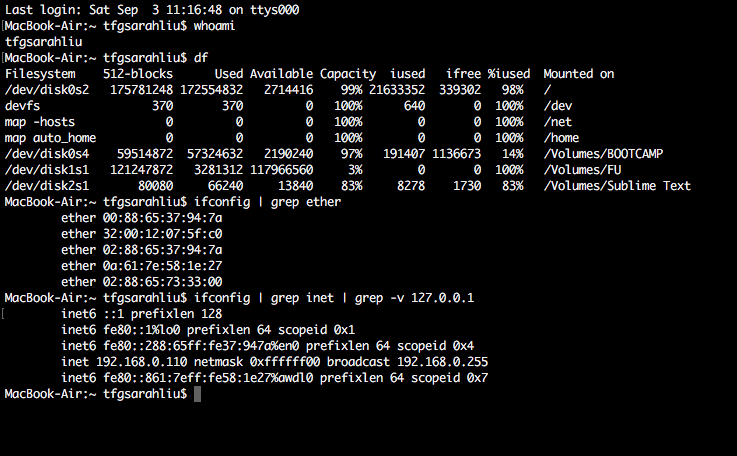 Last login: Sat Sep  3 11:16:48 on ttys000
MacBook-Air:~ tfgsarahliu$ whoami
tfgsarahliu
MacBook-Air:~ tfgsarahliu$ df
Filesystem    512-blocks      Used Available Capacity  iused   ifree %iused  Mounted on
/dev/disk0s2   175781248 172554832   2714416    99% 21633352  339302   98%   /
devfs                370       370         0   100%      640       0  100%   /dev
map -hosts             0         0         0   100%        0       0  100%   /net
map auto_home          0         0         0   100%        0       0  100%   /home
/dev/disk0s4    59514872  57324632   2190240    97%   191407 1136673   14%   /Volumes/BOOTCAMP
/dev/disk1s1   121247872   3281312 117966560     3%        0       0  100%   /Volumes/FU
/dev/disk2s1       80080     66240     13840    83%     8278    1730   83%   /Volumes/Sublime Text
MacBook-Air:~ tfgsarahliu$ ifconfig | grep ether
ether 00:88:65:37:94:7a
ether 32:00:12:07:5f:c0
ether 02:88:65:37:94:7a
ether 0a:61:7e:58:1e:27
ether 02:88:65:73:33:00
MacBook-Air:~ tfgsarahliu$ ifconfig | grep inet | grep -v 127.0.0.1
inet6 ::1 prefixlen 128
inet6 fe80::1%lo0 prefixlen 64 scopeid 0x1
inet6 fe80::288:65ff:fe37:947a%en0 prefixlen 64 scopeid 0x4
inet 192.168.0.110 netmask 0xffffff00 broadcast 192.168.0.255
inet6 fe80::861:7eff:fe58:1e27%awdl0 prefixlen 64 scopeid 0x7
MacBook-Air:~ tfgsarahliu$